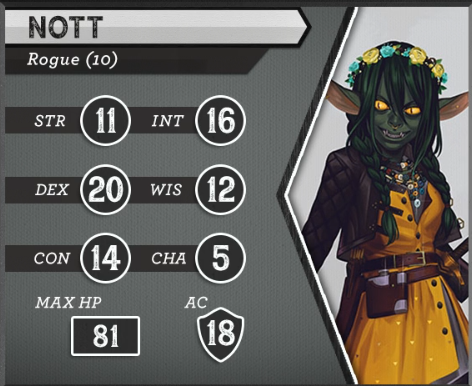 NOTT
Rogue (10)
STR 11 INT 16
DEX 20 WIS 12
CON 14 CHA 5
MAX HP AC
81 18